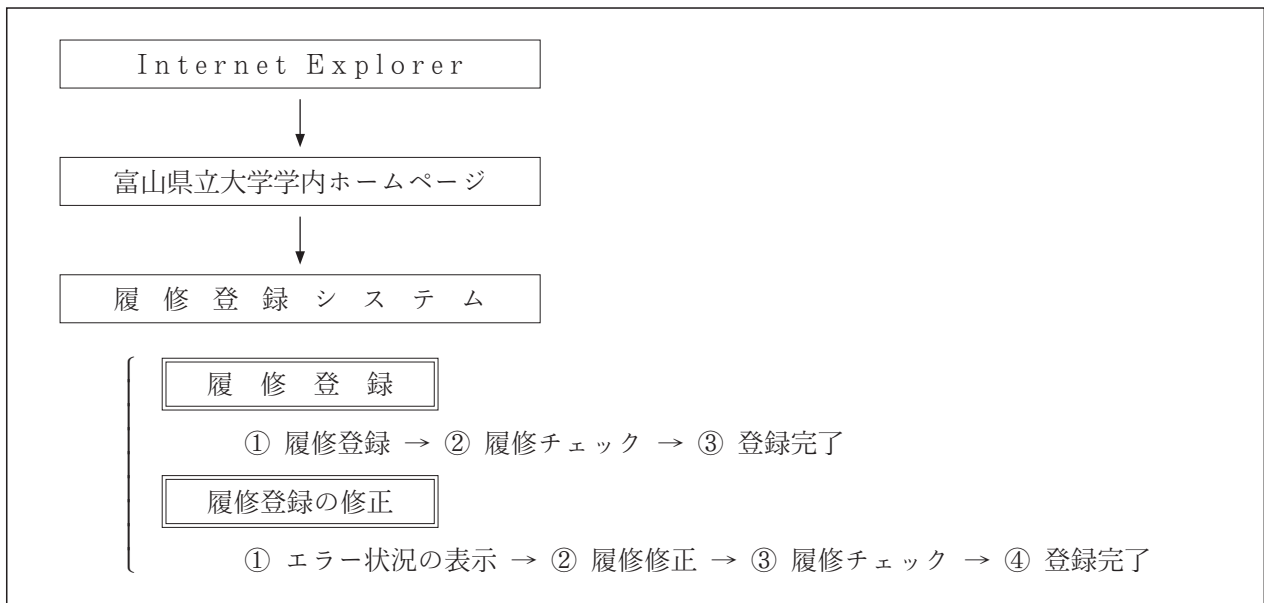 Internet Explorer
富山県立大学学内ホームページ
履修登録システム
履修登録
① 履修登録 → ② 履修チェック → ③ 登録完了
履修登録の修正
① エラー状況の表示 → ② 履修修正 → ③ 履修チェック → ④ 登録完了